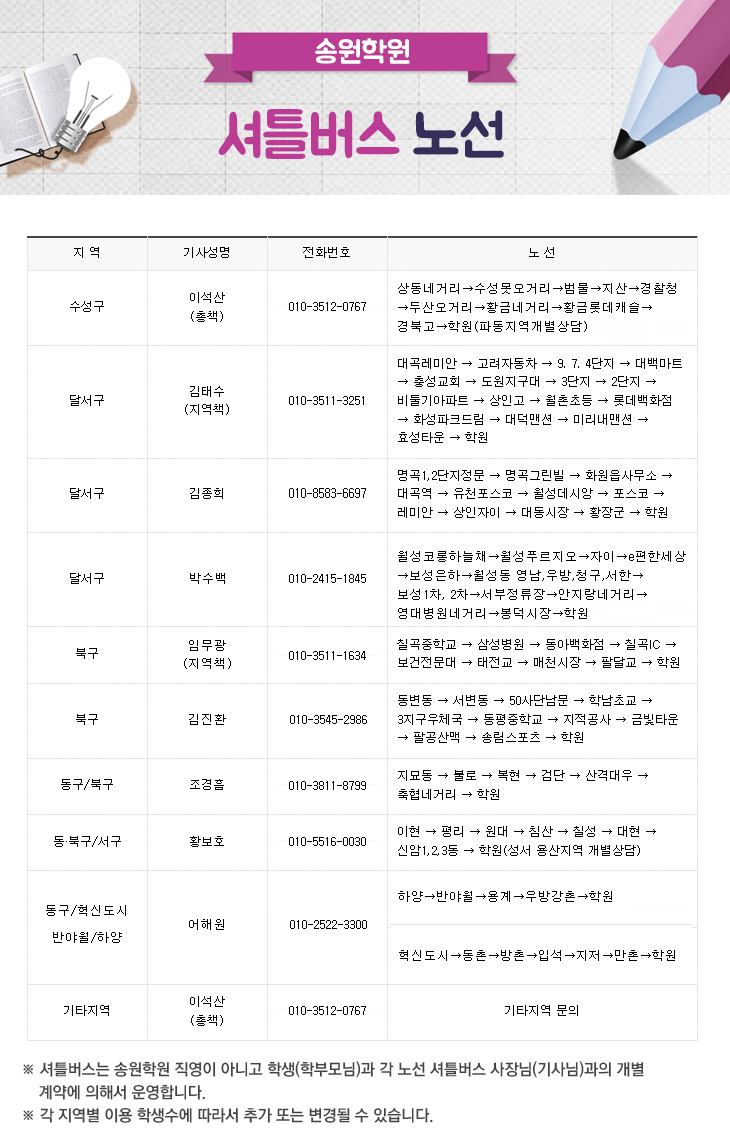 송원학원
셔틀버스 노선
지 역 기사성명 전화번호 노 선
수성구 이석산 (총책) 010-3512-0767 상동네거리→수성못오거리→범물→지산→경찰청
→두산오거리→황금네거리→황금롯데캐슬→
경북고→학원(파동지역개별상담)
달서구 김태수 (지역책) 010-3511-3251 대곡레미안 → 고려자동차 → 9, 7, 4단지 → 대백마트
→ 충성교회 → 도원지구대 → 3단지 → 2단지 →
비둘기아파트 → 상인고 → 월촌초등 → 롯데백화점
→ 화성파크드림 → 대덕맨션 → 미리내맨션 →
효성타운 → 학원
달서구 김종희 010-8583-6697 명곡1,2단지정문 → 명곡그린빌 → 화원읍사무소 →
대곡역 → 유천포스코 → 월성데시앙 → 포스코 →
레미안 → 상인자이 → 대동시장 → 황장군 → 학원
달서구 박수백 010-2415-1845 월성코롱하늘채→월성푸르지오→자이→e편한세상
→보성은하→월성동 영남,우방,청구,서한→
보성1차, 2차→서부정류장→안지랑네거리→
영대병원네거리→봉덕시장→학원
북구 임무광 (지역책) 010-3511-1634 칠곡중학교 → 삼성병원 → 동아백화점 → 칠곡IC →
보건전문대 → 태전교 → 매천시장 → 팔달교 → 학원
북구 김진환 010-3545-2986 동변동 → 서변동 → 50사단남문 → 학남초교 →
3지구우체국 → 동평중학교 → 지적공사 → 금빛타운
→ 팔공산맥 → 송림스포츠 → 학원
동구/북구 조경흠 010-3811-8799 지묘동 → 불로 → 복현 → 검단 → 산격대우 →
축협네거리 → 학원
동·북구/서구 황보호 010-5516-0030 이현 → 평리 → 원대 → 침산 → 칠성 → 대현 →
신암1,2,3동 → 학원(성서 용산지역 개별상담)
동구/혁신도시
반야월/하양 어해원 010-2522-3300 하양→반야월→용계→우방강촌→학원
혁신도시→동촌→방촌→입석→지저→만촌→학원
기타지역 이석산 (총책) 010-3512-0767 기타지역 문의
※ 셔틀버스는 송원학원 직영이 아니고 학생(학부모님)과 각 노선 셔틀버스 사장님(기사님)과의 개별
계약에 의해서 운영합니다.
※ 각 지역별 이용 학생수에 따라서 추가 또는 변경될 수 있습니다.